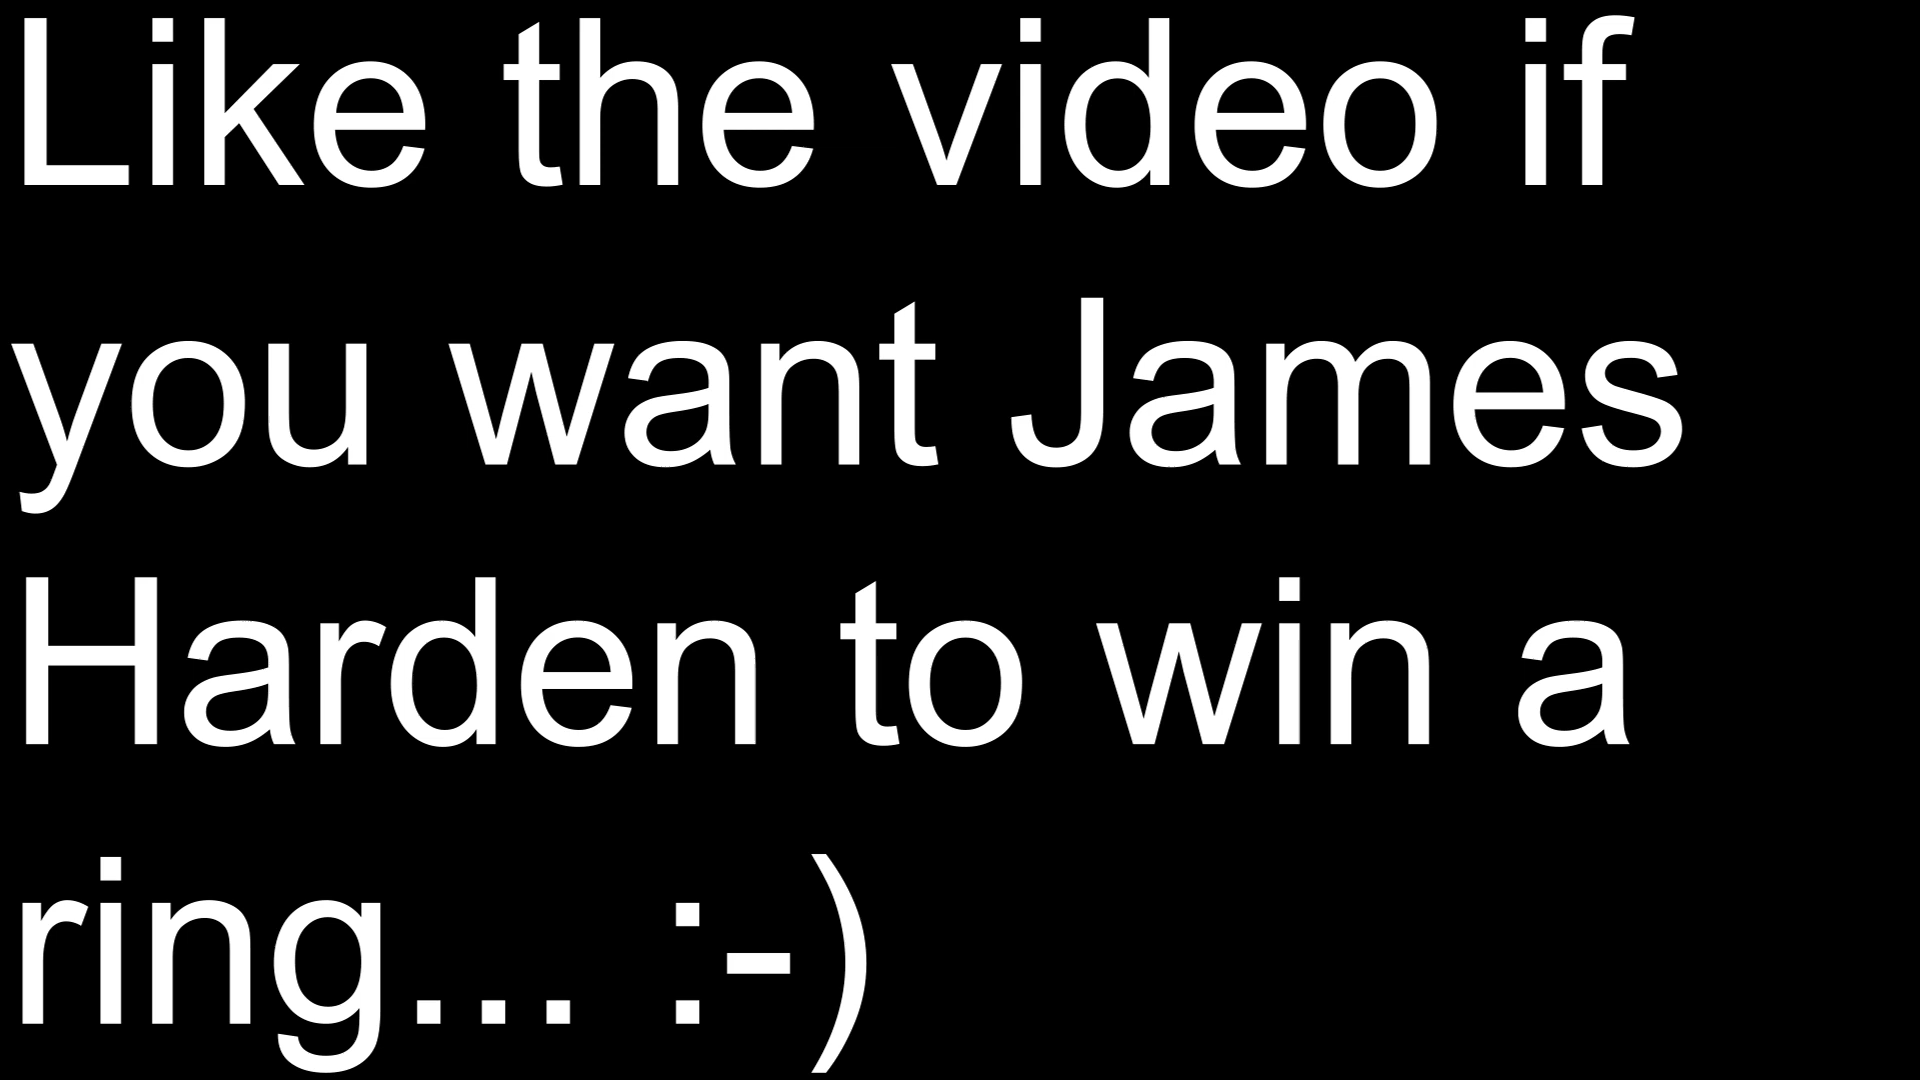 Like the video if
you want James
Harden to win a
ring... :-)